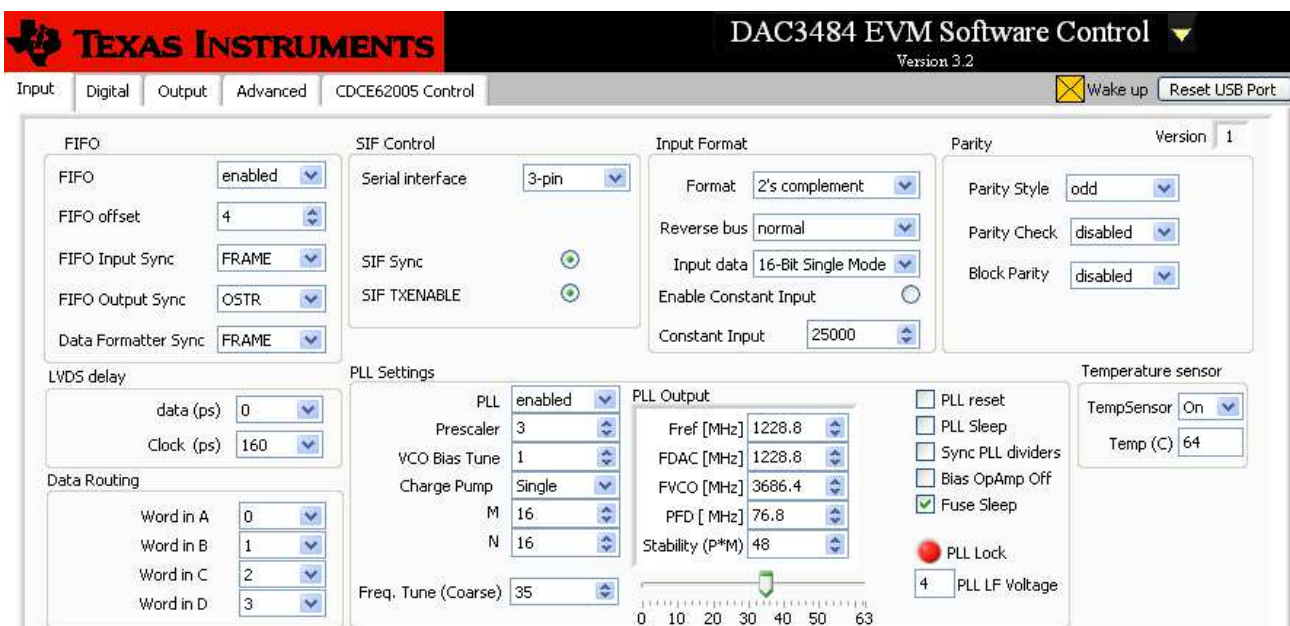 TEXAS INSTRUMENTS
DAC3484 EVM Software Control
Version 3.2
Input Digital Output Advanced CDCE62005 Control
Wake up Reset USB Port
Version 1
FIFO
FIFO enabled
FIFO offset 4
FIFO Input Sync FRAME
FIFO Output Sync OSTR
Data Formatter Sync FRAME
SIF Control
Serial interface 3-pin
SIF Sync
SIF TXENABLE
Input Format
Format 2's complement
Reverse bus normal
Input data 16-Bit Single Mode
Enable Constant Input
Constant Input 25000
Parity
Parity Style odd
Parity Check disabled
Block Parity disabled
LVDS delay
data (ps) 0
Clock (ps) 160
Data Routing
Word in A 0
Word in B 1
Word in C 2
Word in D 3
PLL Settings
PLL enabled
Prescaler 3
VCO Bias Tune 1
Charge Pump Single
M 16
N 16
Freq. Tune (Coarse) 35
PLL Output
Fref [MHz] 1228.8
FDAC [MHz] 1228.8
FVCO [MHz] 3686.4
PFD [ MHz] 76.8
Stability (P*M) 48
0 10 20 30 40 50 63
PLL reset
PLL Sleep
Sync PLL dividers
Bias OpAmp Off
Fuse Sleep
PLL Lock
4 PLL LF Voltage
Temperature sensor
TempSensor On
Temp (C) 64